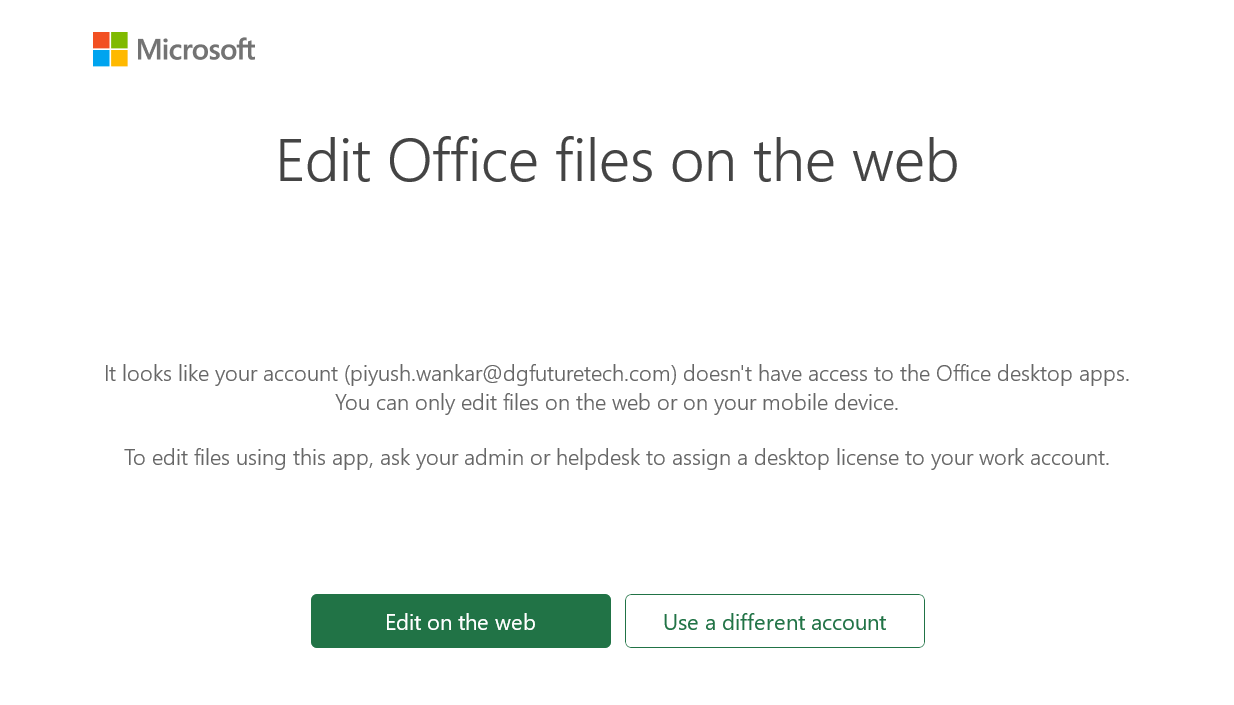 Microsoft
Edit Office files on the web
It looks like your account (piyush.wankar@dgfuturetech.com) doesn't have access to the Office desktop apps.
You can only edit files on the web or on your mobile device.
To edit files using this app, ask your admin or helpdesk to assign a desktop license to your work account.
Edit on the web
Use a different account